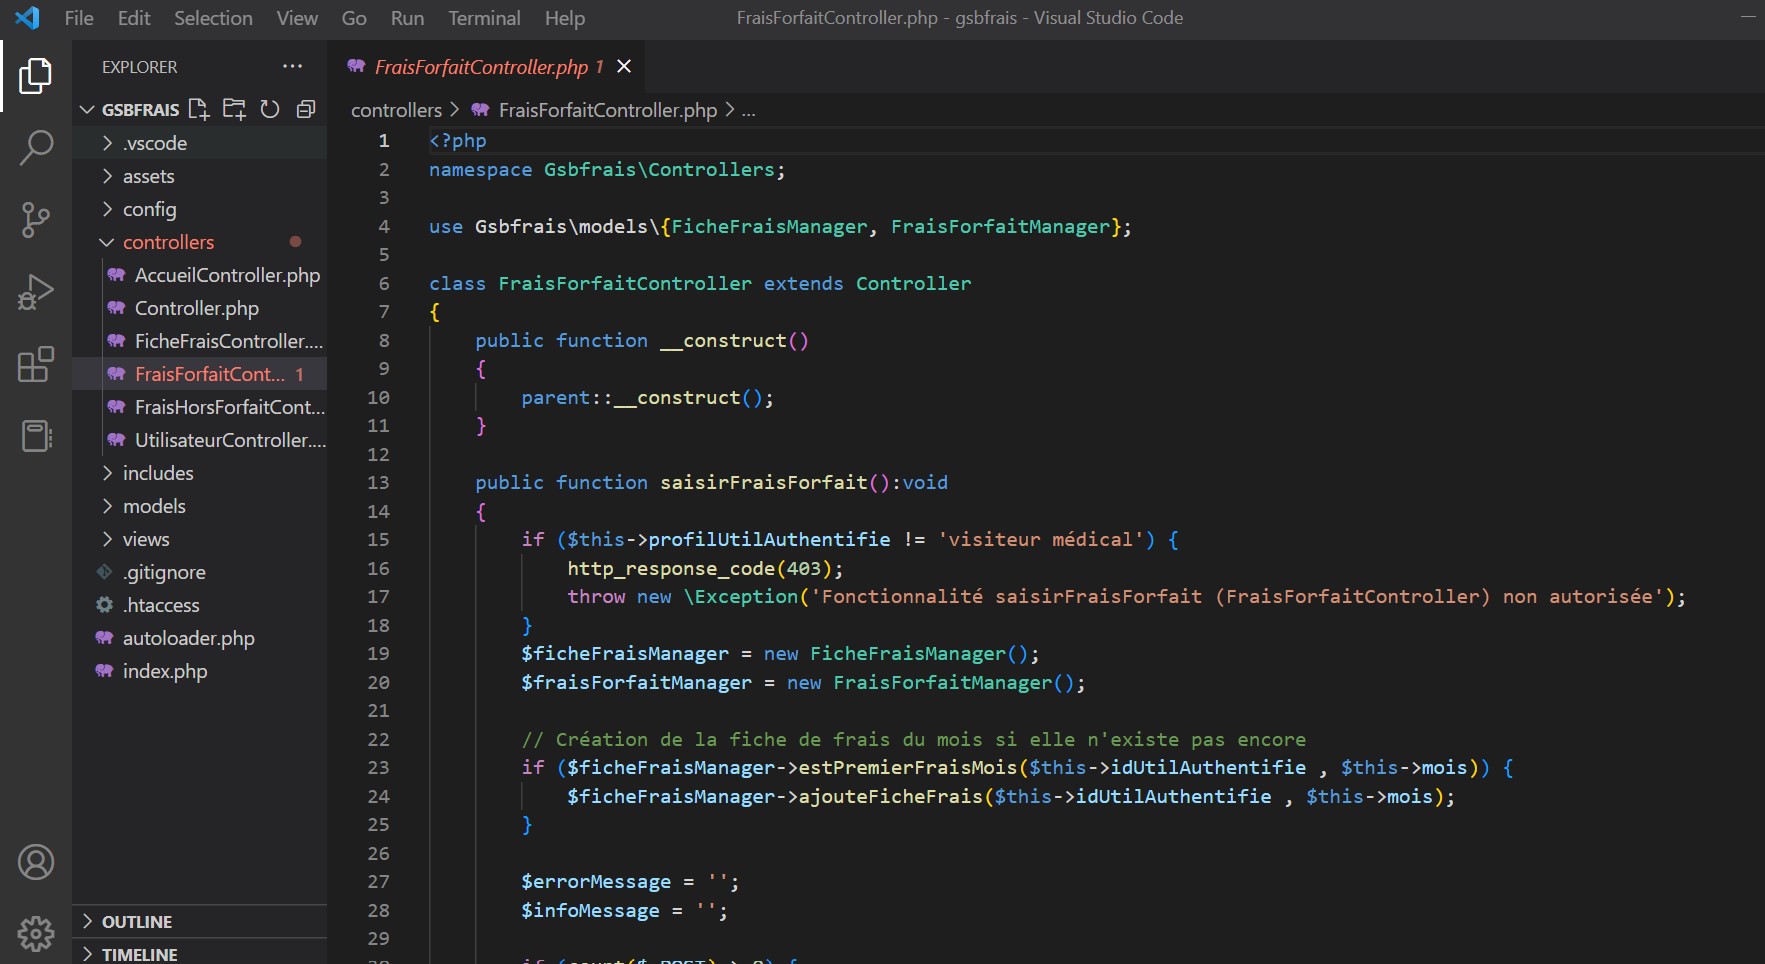 File Edit Selection View Go Run Terminal Help FraisForfaitController.php - gsbfrais - Visual Studio Code
EXPLORER
GSBFRAIS
.vscode
assets
config
controllers
AccueilController.php
Controller.php
FicheFraisController....
FraisForfaitCont... 1
FraisHorsForfaitCont...
UtilisateurController....
includes
models
views
.gitignore
.htaccess
autoloader.php
index.php
OUTLINE
TIMELINE
FraisForfaitController.php 1
controllers > FraisForfaitController.php > ...
1 <?php
2 namespace Gsbfrais\Controllers;
3
4 use Gsbfrais\models\{FicheFraisManager, FraisForfaitManager};
5
6 class FraisForfaitController extends Controller
7 {
8     public function __construct()
9     {
10         parent::__construct();
11     }
12
13     public function saisirFraisForfait():void
14     {
15         if ($this->profilUtilAuthentifie != 'visiteur médical') {
16             http_response_code(403);
17             throw new \Exception('Fonctionnalité saisirFraisForfait (FraisForfaitController) non autorisée');
18         }
19         $ficheFraisManager = new FicheFraisManager();
20         $fraisForfaitManager = new FraisForfaitManager();
21
22         // Création de la fiche de frais du mois si elle n'existe pas encore
23         if ($ficheFraisManager->estPremierFraisMois($this->idUtilAuthentifie , $this->mois)) {
24             $ficheFraisManager->ajouteFicheFrais($this->idUtilAuthentifie , $this->mois);
25         }
26
27         $errorMessage = '';
28         $infoMessage = '';
29